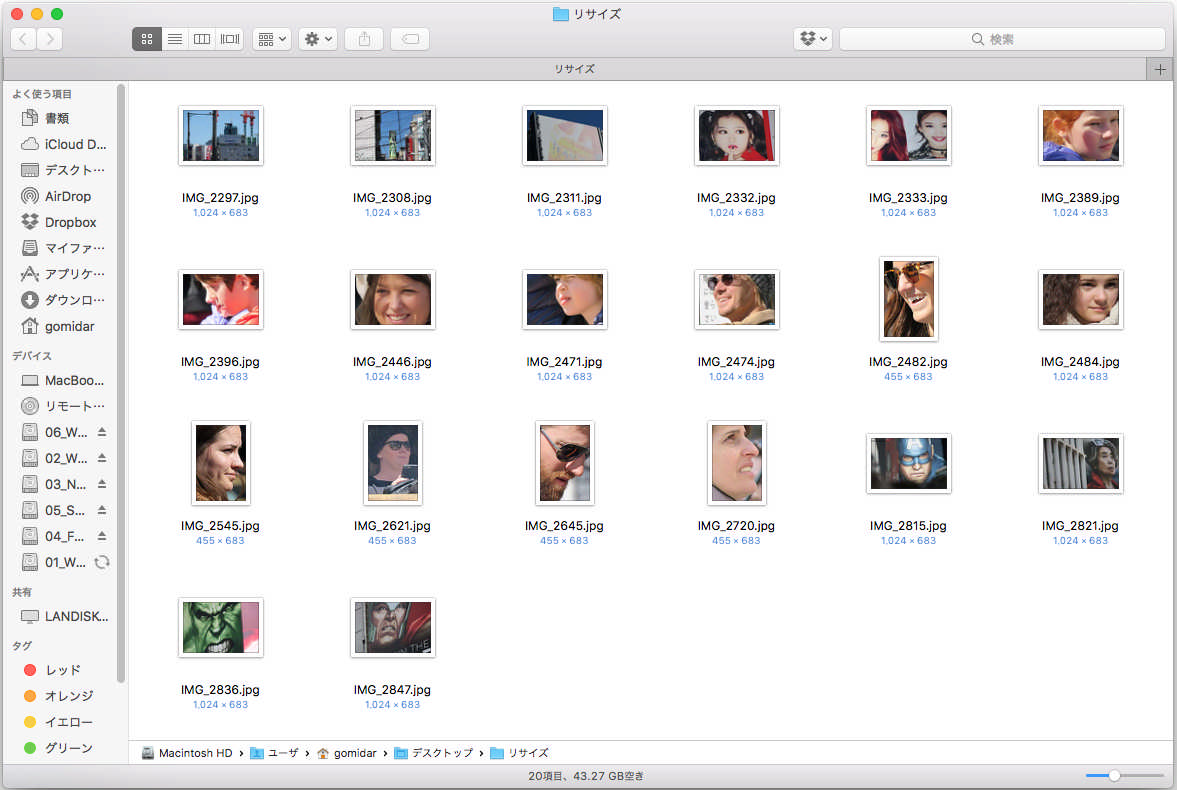 リサイズ
検索
リサイズ
よく使う項目
書類
iCloud D...
デスクト...
AirDrop
Dropbox
マイファ...
アプリケ...
ダウンロ...
gomidar
デバイス
MacBoo...
リモート...
06_W...
02_W...
03_N...
05_S...
04_F...
01_W...
共有
LANDISK...
タグ
レッド
オレンジ
イエロー
グリーン
IMG_2297.jpg IMG_2308.jpg IMG_2311.jpg IMG_2332.jpg IMG_2333.jpg IMG_2389.jpg
1,024 × 683 1,024 × 683 1,024 × 683 1,024 × 683 1,024 × 683 1,024 × 683
IMG_2396.jpg IMG_2446.jpg IMG_2471.jpg IMG_2474.jpg IMG_2482.jpg IMG_2484.jpg
1,024 × 683 1,024 × 683 1,024 × 683 1,024 × 683 455 × 683 1,024 × 683
IMG_2545.jpg IMG_2621.jpg IMG_2645.jpg IMG_2720.jpg IMG_2815.jpg IMG_2821.jpg
455 × 683 455 × 683 455 × 683 455 × 683 1,024 × 683 1,024 × 683
IMG_2836.jpg IMG_2847.jpg
1,024 × 683 1,024 × 683
Macintosh HD › ユーザ › gomidar › デスクトップ › リサイズ
20項目、43.27 GB空き